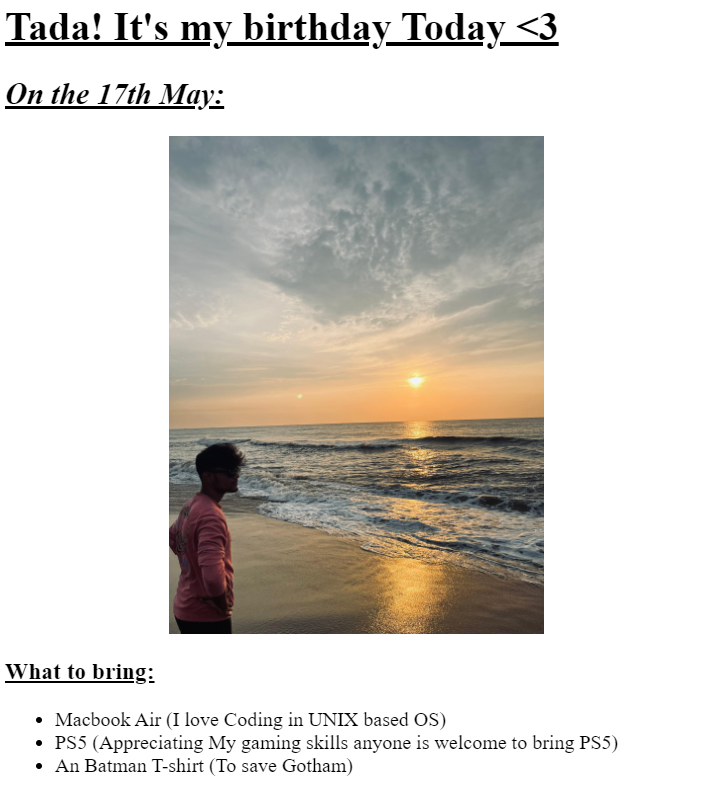 Tada! It's my birthday Today <3
On the 17th May:
What to bring:
Macbook Air (I love Coding in UNIX based OS)
PS5 (Appreciating My gaming skills anyone is welcome to bring PS5)
An Batman T-shirt (To save Gotham)